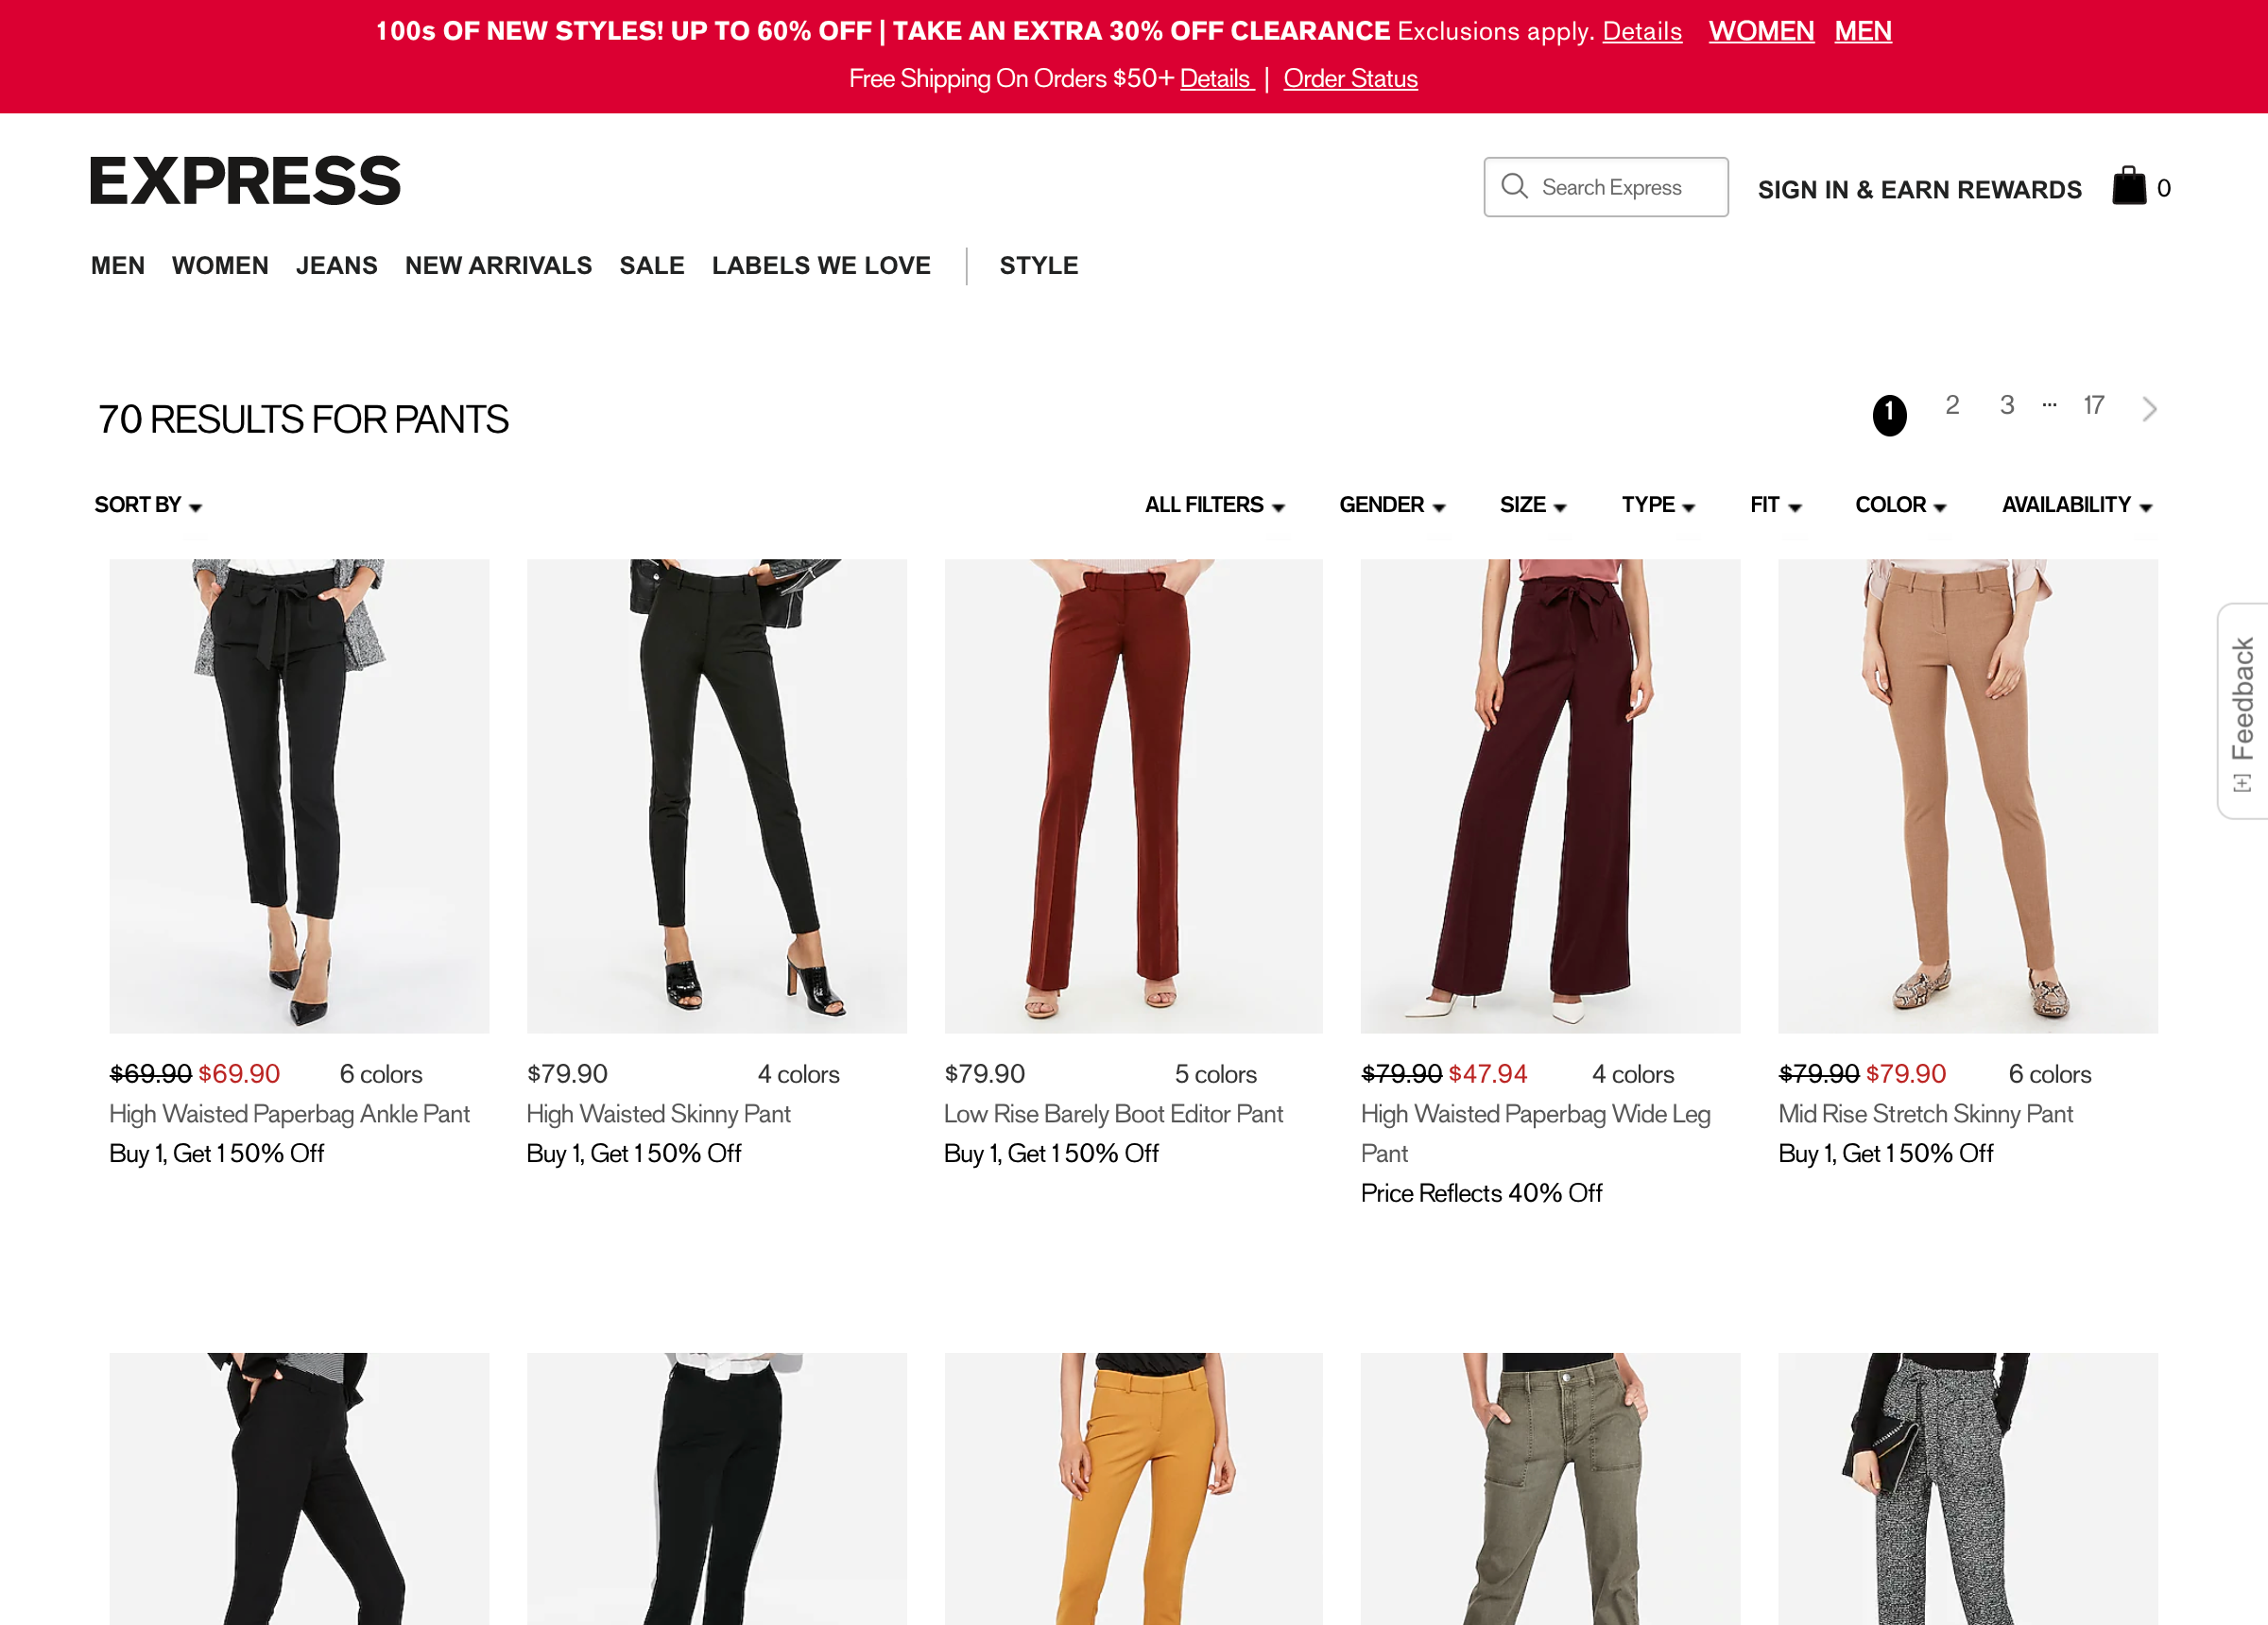 100s OF NEW STYLES! UP TO 60% OFF | TAKE AN EXTRA 30% OFF CLEARANCE Exclusions apply. Details WOMEN MEN
Free Shipping On Orders $50+ Details | Order Status
EXPRESS
Search Express
SIGN IN & EARN REWARDS
0
MEN WOMEN JEANS NEW ARRIVALS SALE LABELS WE LOVE STYLE
70 RESULTS FOR PANTS
1 2 3 ... 17
SORT BY
ALL FILTERS GENDER SIZE TYPE FIT COLOR AVAILABILITY
[+] Feedback
$69.90 $69.90 6 colors
High Waisted Paperbag Ankle Pant
Buy 1, Get 1 50% Off
$79.90 4 colors
High Waisted Skinny Pant
Buy 1, Get 1 50% Off
$79.90 5 colors
Low Rise Barely Boot Editor Pant
Buy 1, Get 1 50% Off
$79.90 $47.94 4 colors
High Waisted Paperbag Wide Leg
Pant
Price Reflects 40% Off
$79.90 $79.90 6 colors
Mid Rise Stretch Skinny Pant
Buy 1, Get 1 50% Off